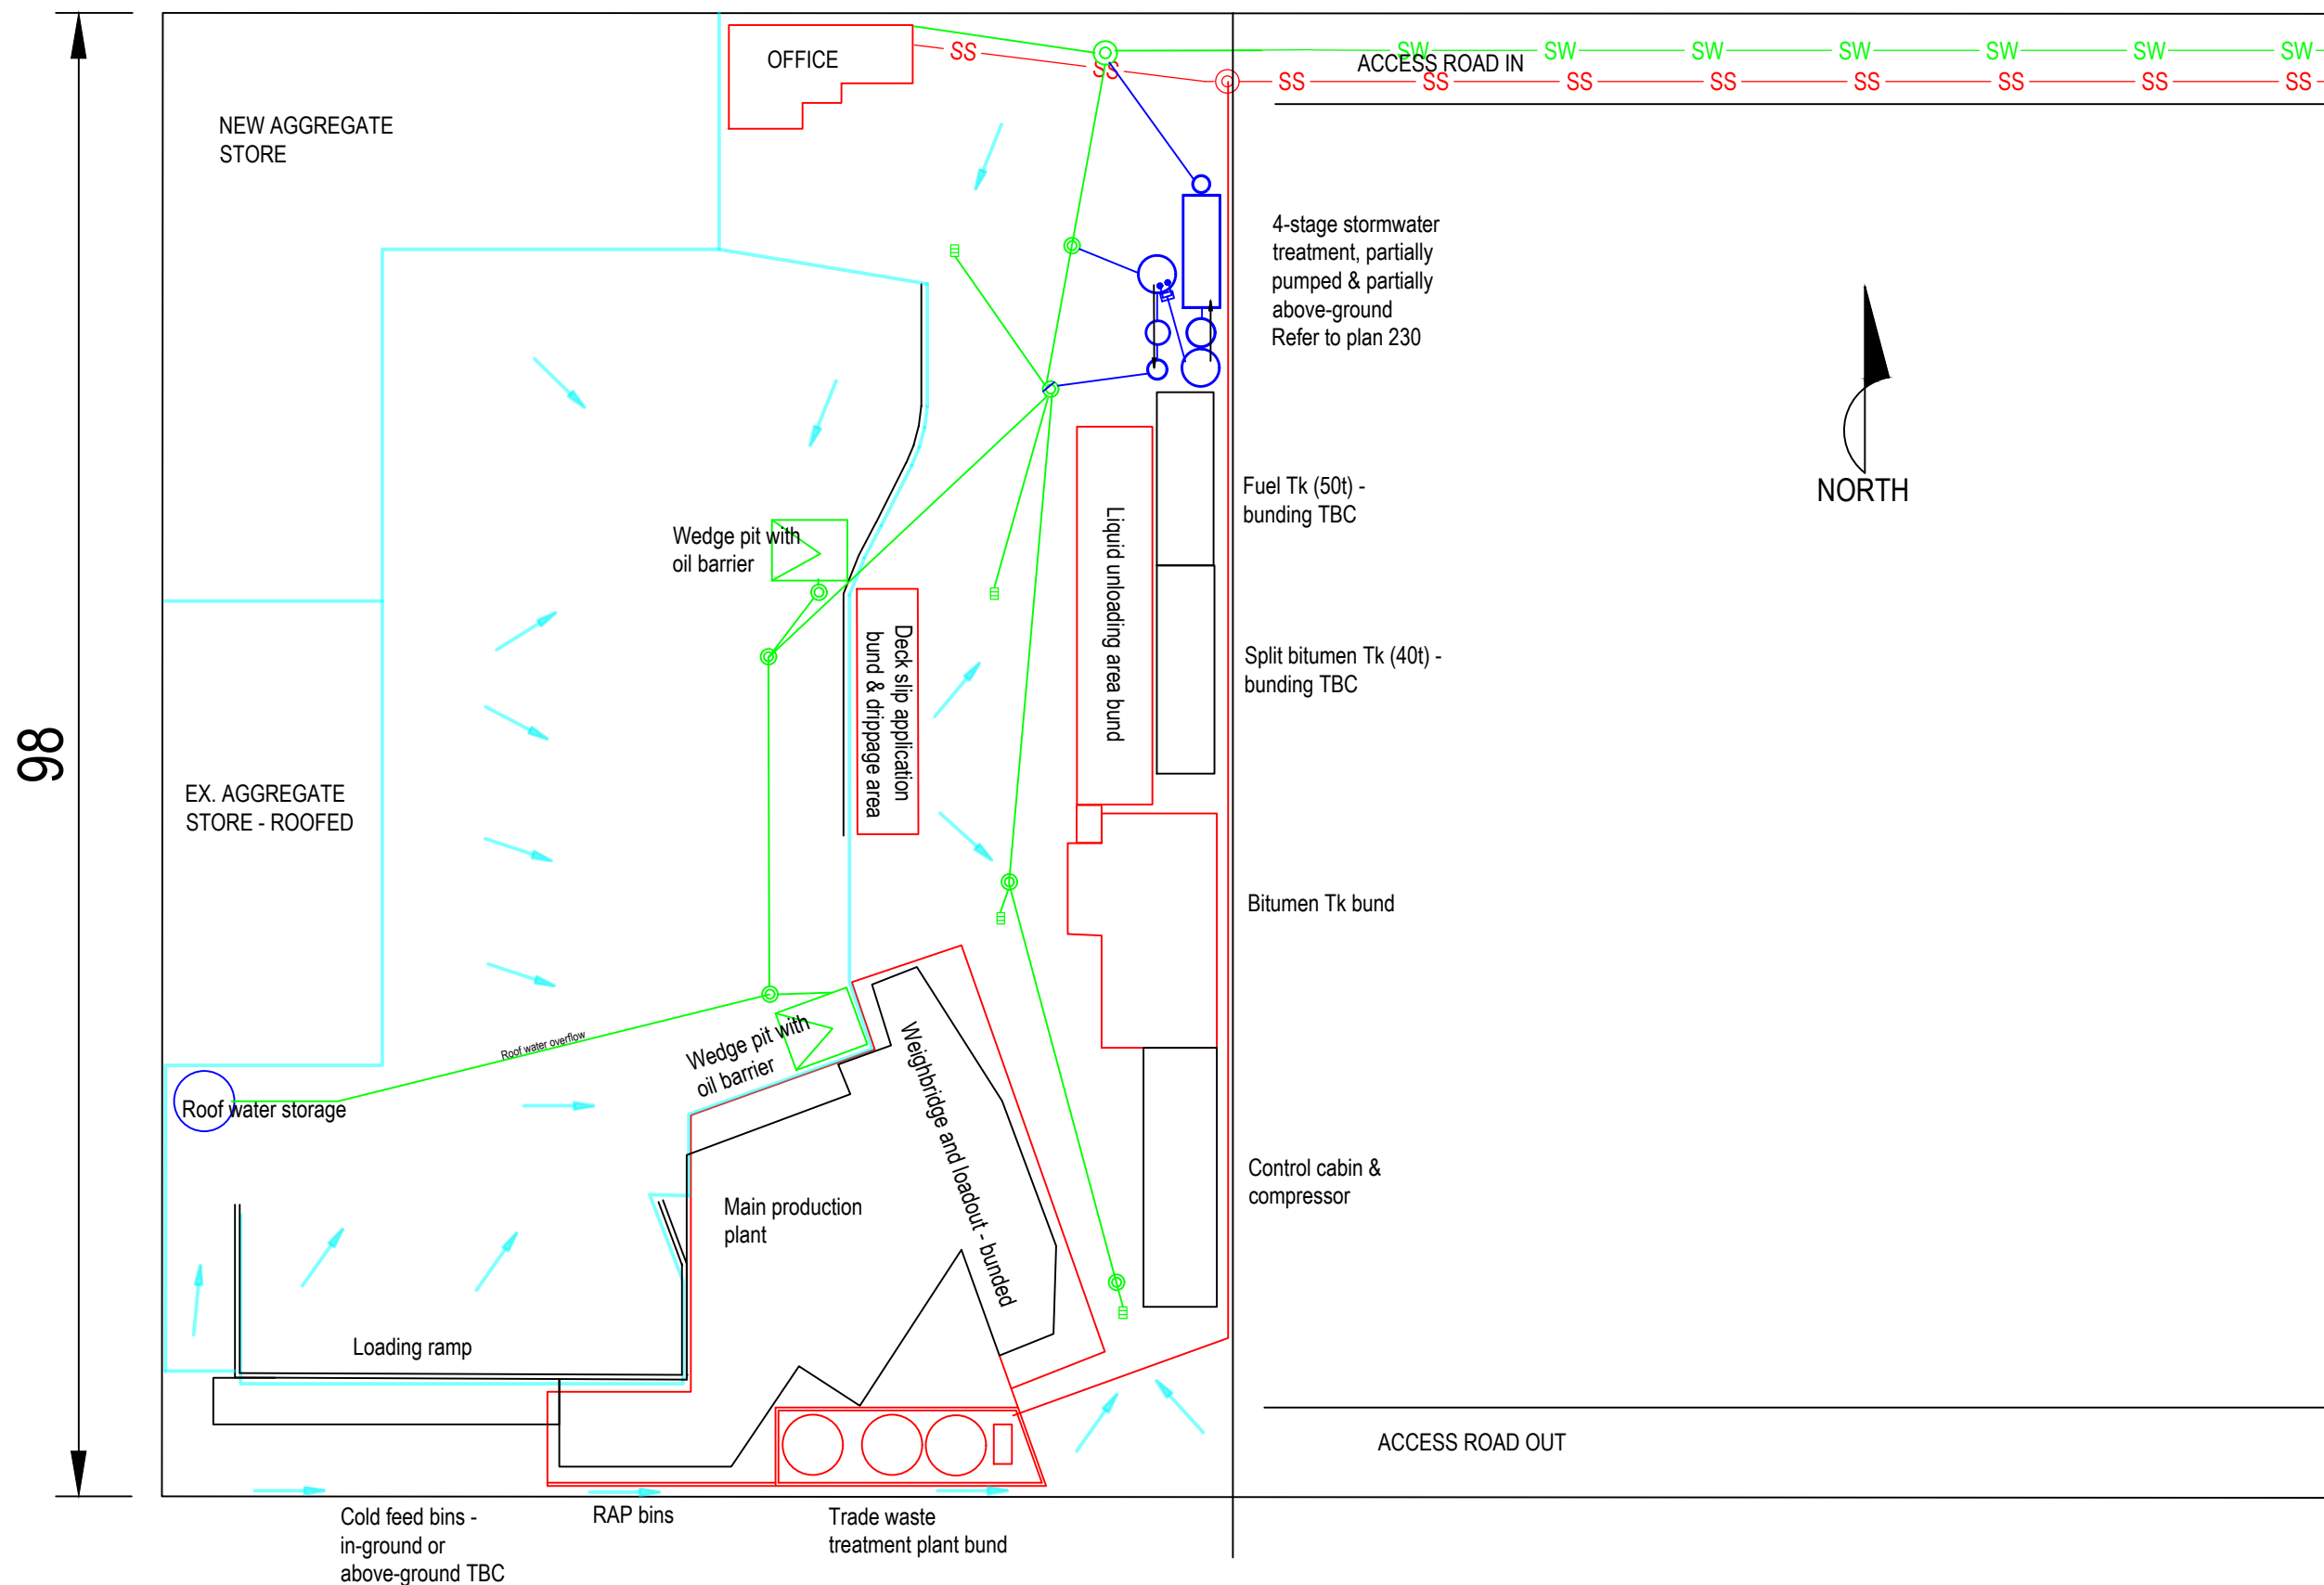 OFFICE
SS
SS
SW
SW
SW
SW
SW
SW
SW
ACCESS ROAD IN
SS
SS
SS
SS
SS
SS
SS
SS
NEW AGGREGATE
STORE
4-stage stormwater
treatment, partially
pumped & partially
above-ground
Refer to plan 230
NORTH
Fuel Tk (50t) -
bunding TBC
Wedge pit with
oil barrier
Liquid unloading area bund
Split bitumen Tk (40t) -
bunding TBC
Deck slip application
bund & drippage area
98
EX. AGGREGATE
STORE - ROOFED
Bitumen Tk bund
Roof water overflow
Wedge pit with
oil barrier
Roof water storage
Weighbridge and loadout - bunded
Control cabin &
compressor
Main production
plant
Loading ramp
ACCESS ROAD OUT
Cold feed bins -
in-ground or
above-ground TBC
RAP bins
Trade waste
treatment plant bund